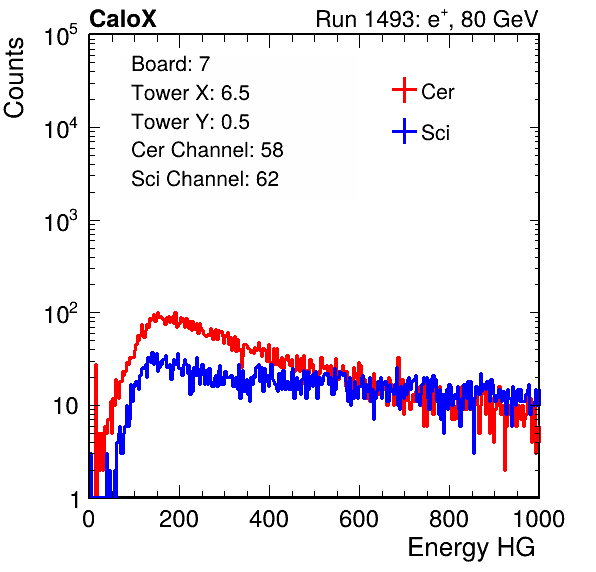 CaloX Run 1493: e⁺, 80 GeV
Board: 7
Tower X: 6.5
Tower Y: 0.5
Cer Channel: 58
Sci Channel: 62
Cer
Sci
Counts
10⁵
10⁴
10³
10²
10
1
0 200 400 600 800 1000
Energy HG